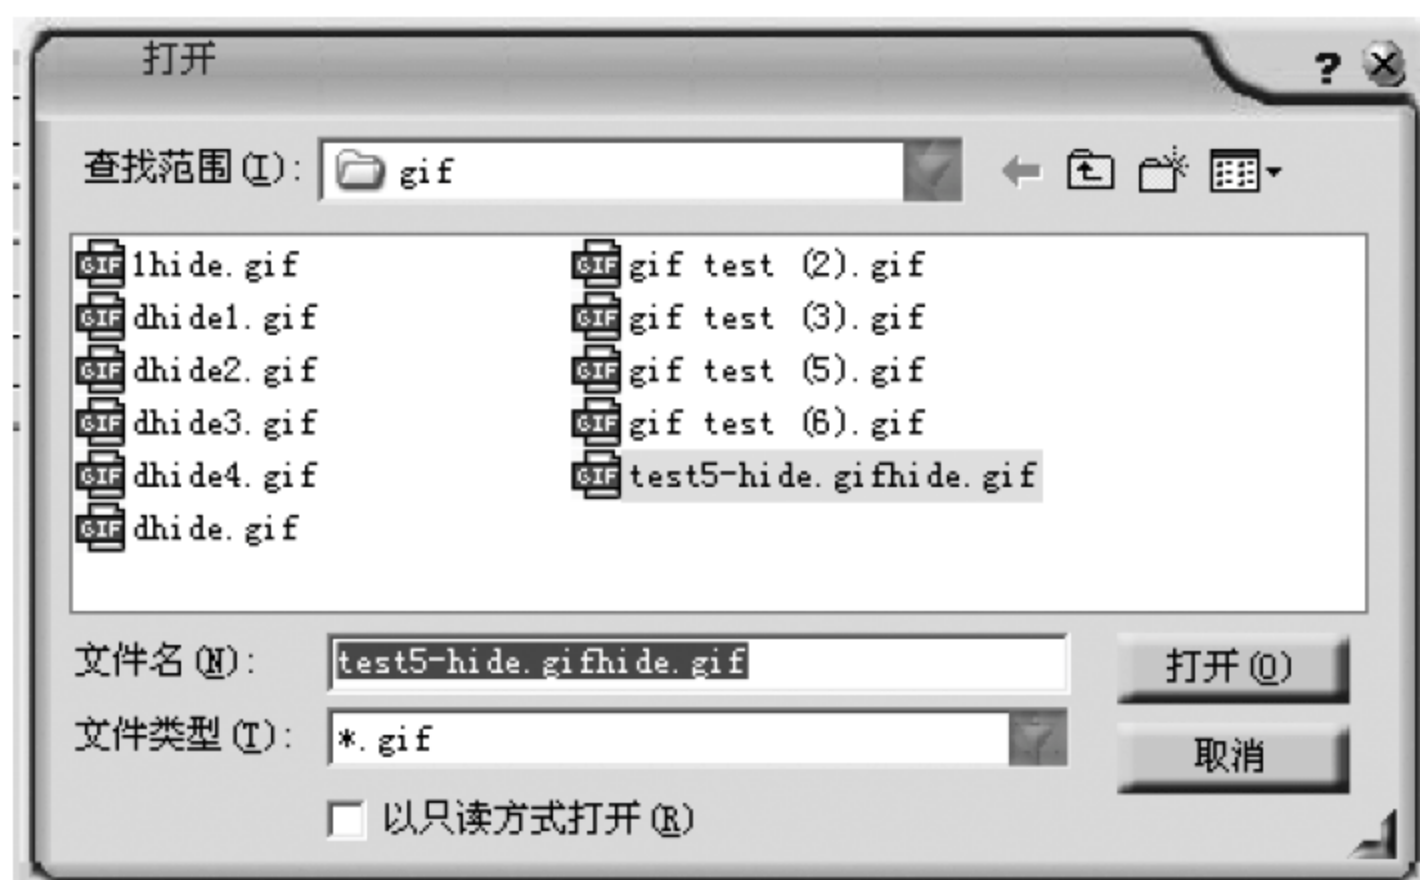 打开
?
查找范围(I): gif
1hide.gif
dhide1.gif
dhide2.gif
dhide3.gif
dhide4.gif
dhide.gif
gif test (2).gif
gif test (3).gif
gif test (5).gif
gif test (6).gif
test5-hide.gifhide.gif
文件名(N): test5-hide.gifhide.gif
打开(O)
文件类型(T): *.gif
取消
以只读方式打开(R)